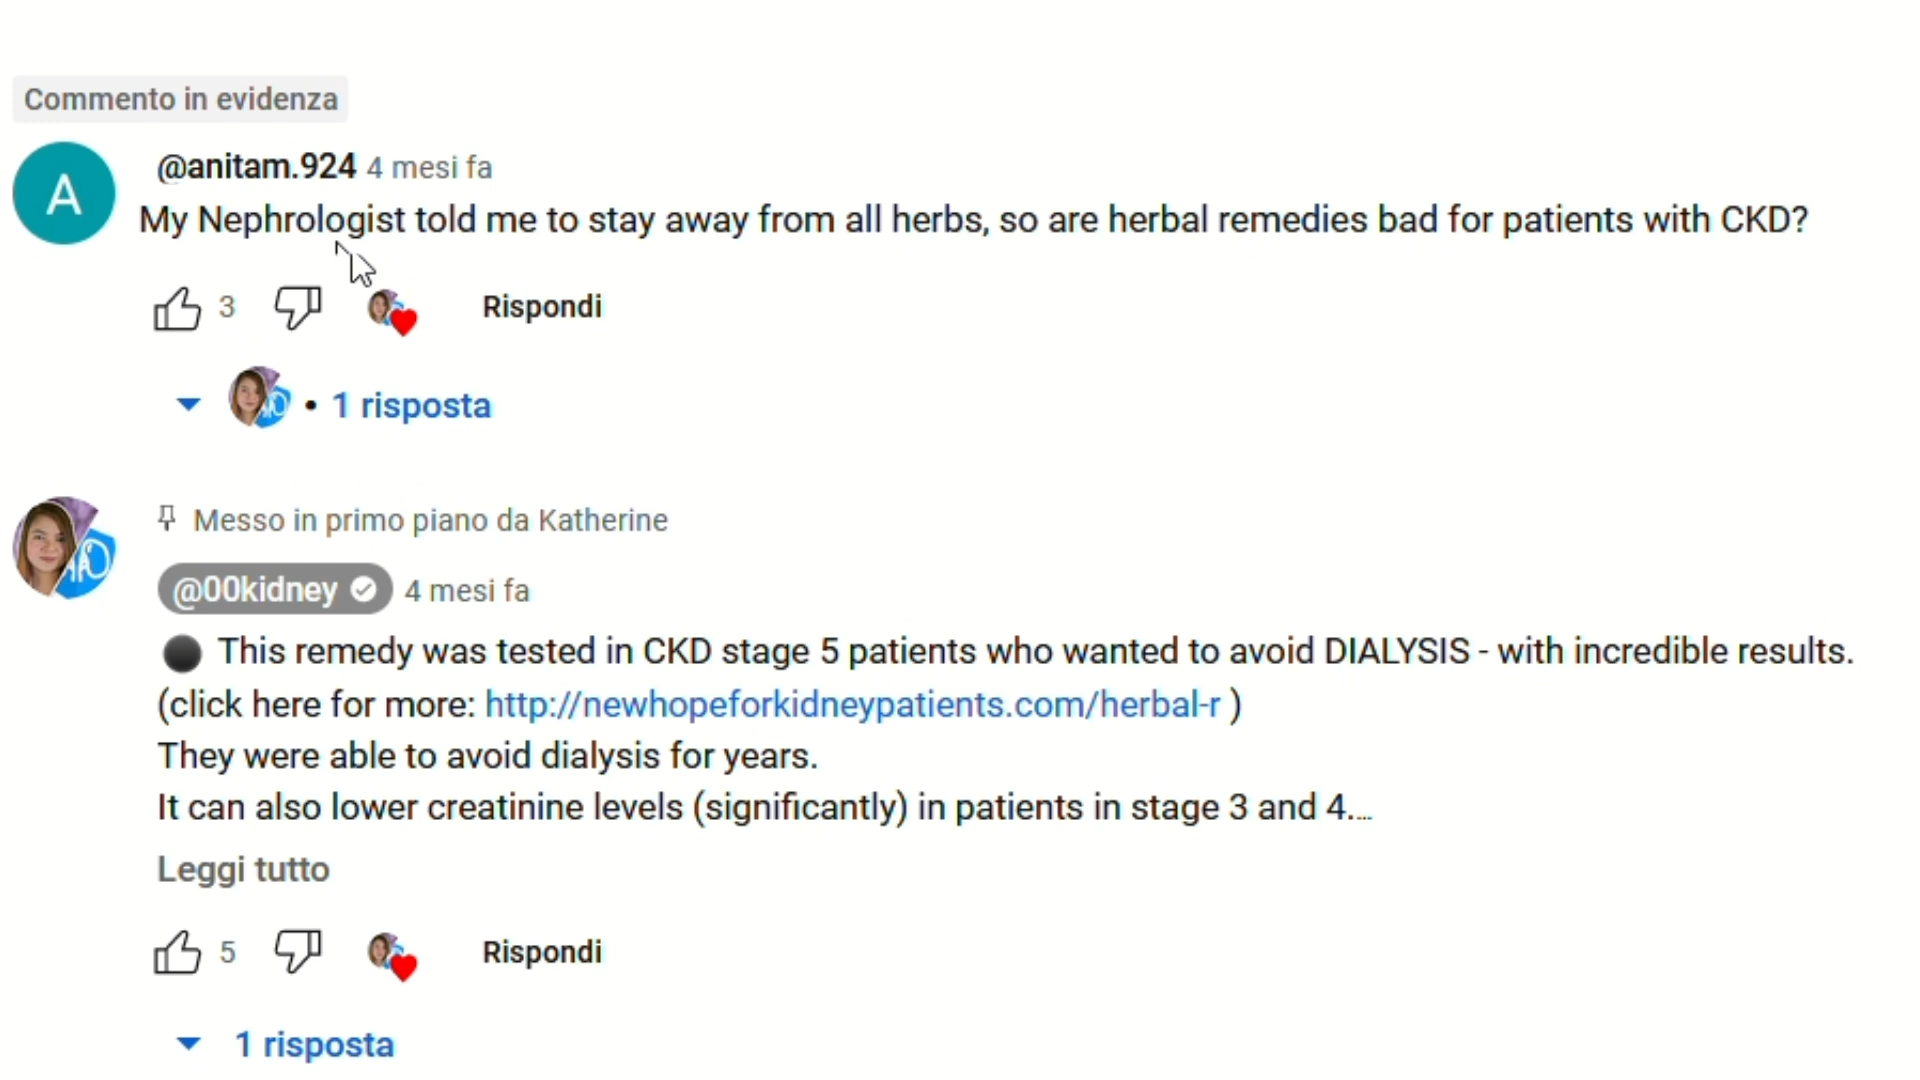 Commento in evidenza
A
@anitam.924 4 mesi fa
My Nephrologist told me to stay away from all herbs, so are herbal remedies bad for patients with CKD?
3 Rispondi
• 1 risposta
Messo in primo piano da Katherine
@00kidney 4 mesi fa
This remedy was tested in CKD stage 5 patients who wanted to avoid DIALYSIS - with incredible results.
(click here for more: http://newhopeforkidneypatients.com/herbal-r )
They were able to avoid dialysis for years.
It can also lower creatinine levels (significantly) in patients in stage 3 and 4.…
Leggi tutto
5 Rispondi
1 risposta